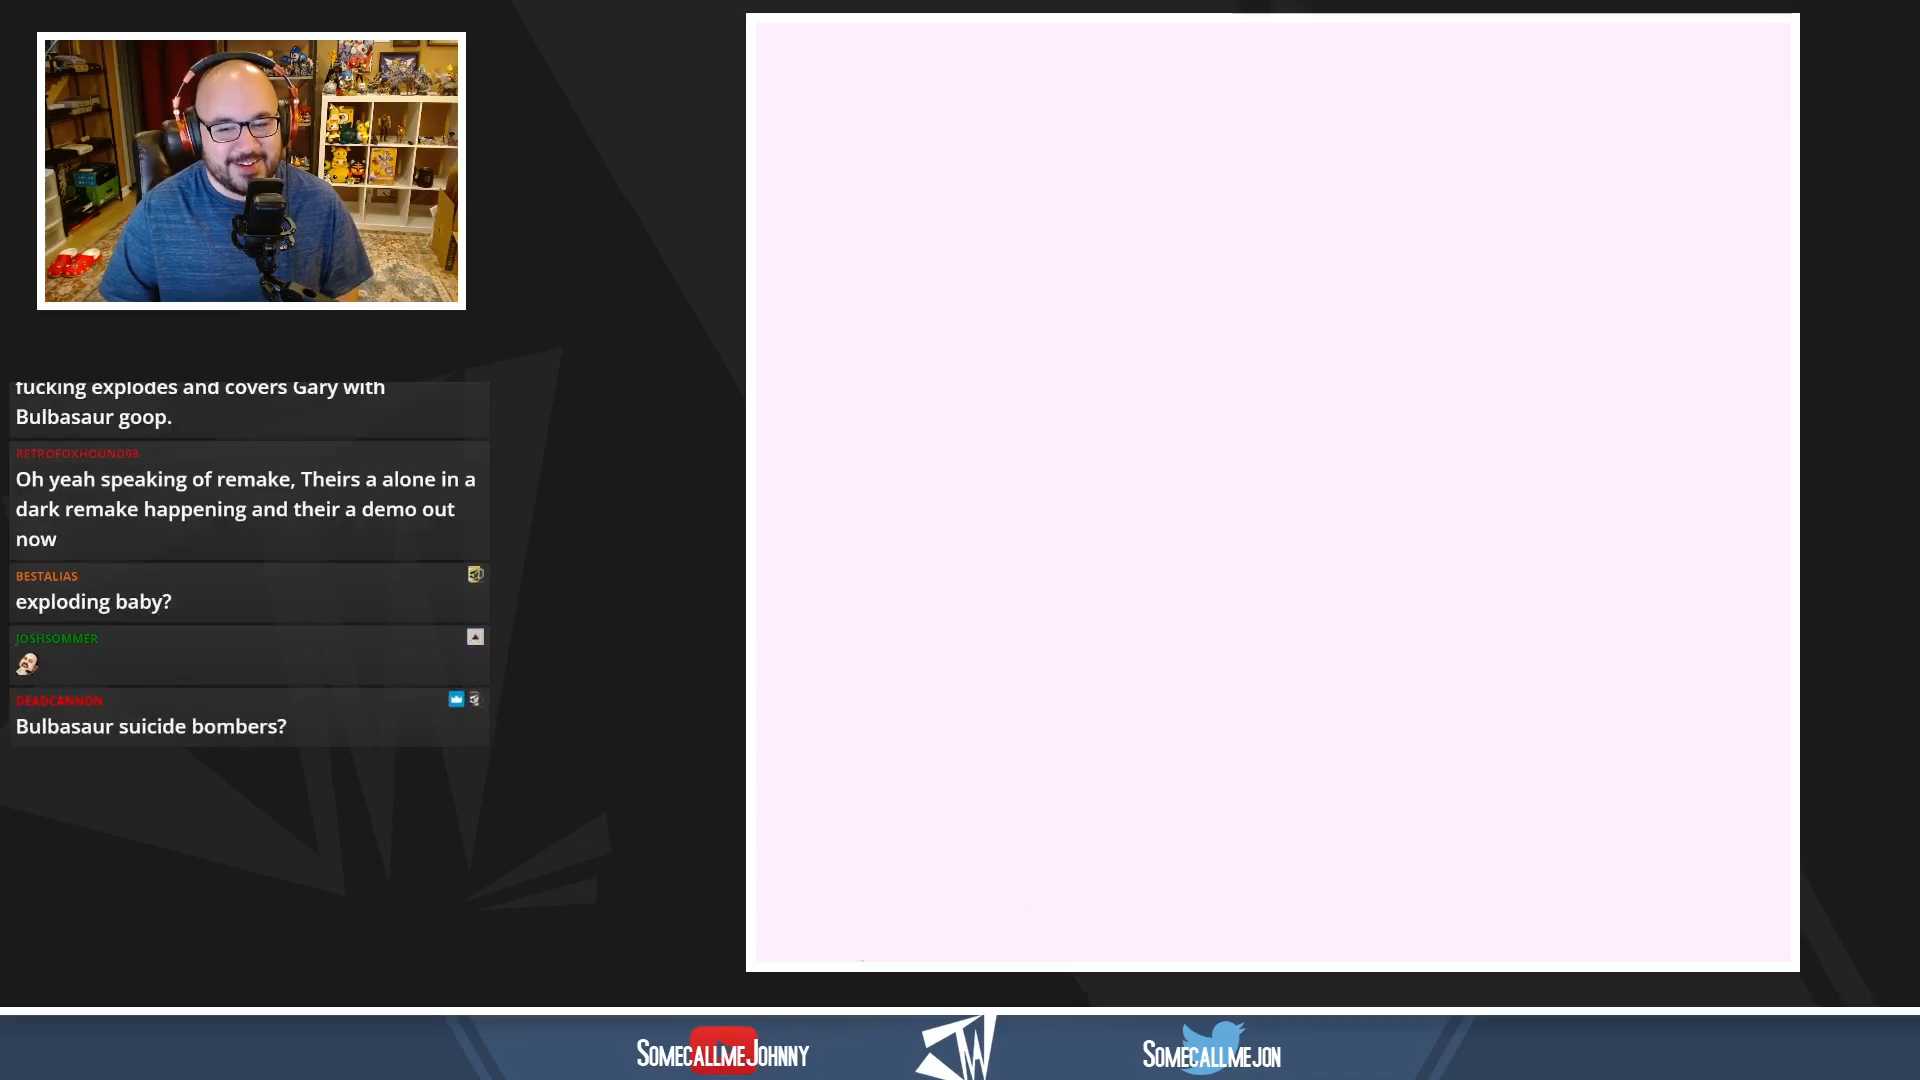 fucking explodes and covers Gary with
Bulbasaur goop.
RETROFOXHOUND98
Oh yeah speaking of remake, Theirs a alone in a
dark remake happening and their a demo out
now
BESTALIAS
exploding baby?
JOSHSOMMER
DEADCANNON
Bulbasaur suicide bombers?
SOMECALLMEJOHNNY
SOMECALLMEJON